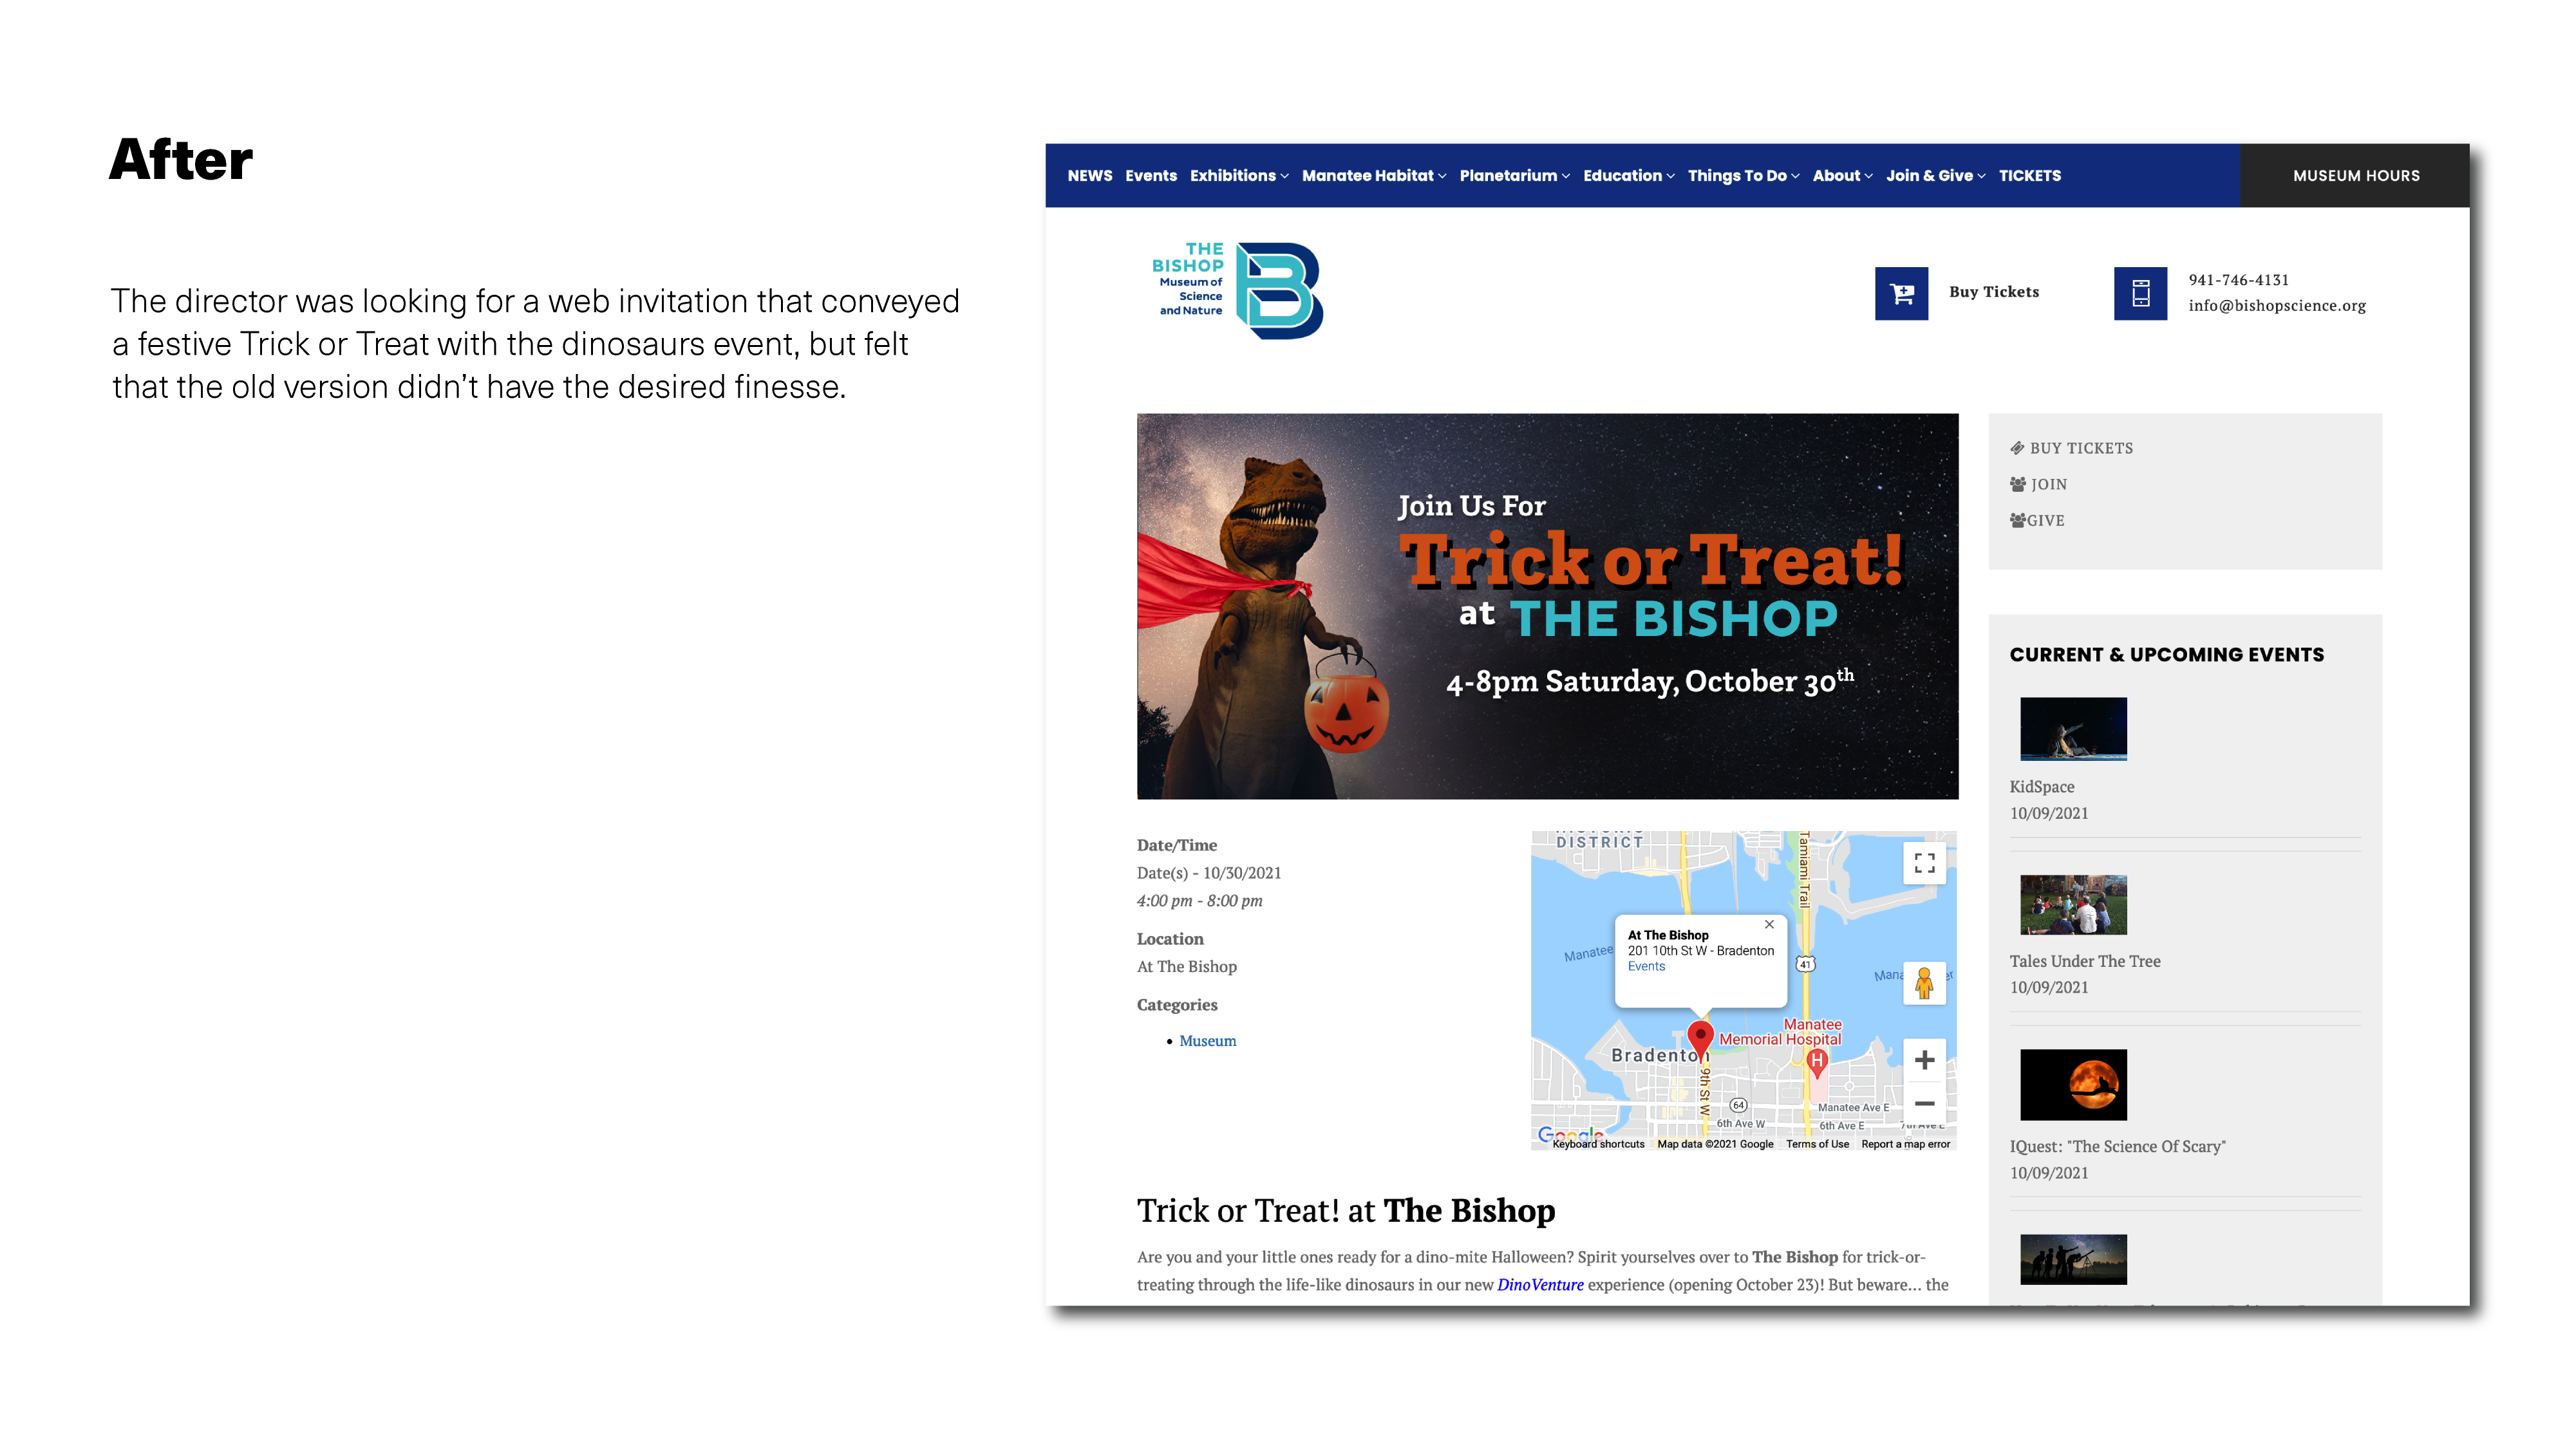 After
The director was looking for a web invitation that conveyed
a festive Trick or Treat with the dinosaurs event, but felt
that the old version didn’t have the desired finesse.
NEWS Events Exhibitions Manatee Habitat Planetarium Education Things To Do About Join & Give TICKETS
MUSEUM HOURS
THE
BISHOP
Museum of
Science
and Nature
B
Buy Tickets
941-746-4131
info@bishopscience.org
Join Us For
Trick or Treat!
at THE BISHOP
4-8pm Saturday, October 30th
BUY TICKETS
JOIN
GIVE
CURRENT & UPCOMING EVENTS
KidSpace
10/09/2021
Tales Under The Tree
10/09/2021
IQuest: "The Science Of Scary"
10/09/2021
Date/Time
Date(s) - 10/30/2021
4:00 pm - 8:00 pm
Location
At The Bishop
Categories
• Museum
DISTRICT
Tamiami Trail
At The Bishop
201 10th St W - Bradenton
Events
Manatee
41
Manatee
Memorial Hospital
H
Bradenton
9th St W
64
Manatee Ave E
6th Ave W
6th Ave E
7th Ave E
Google
Keyboard shortcuts Map data ©2021 Google Terms of Use Report a map error
Trick or Treat! at The Bishop
Are you and your little ones ready for a dino-mite Halloween? Spirit yourselves over to The Bishop for trick-or-
treating through the life-like dinosaurs in our new DinoVenture experience (opening October 23)! But beware... the